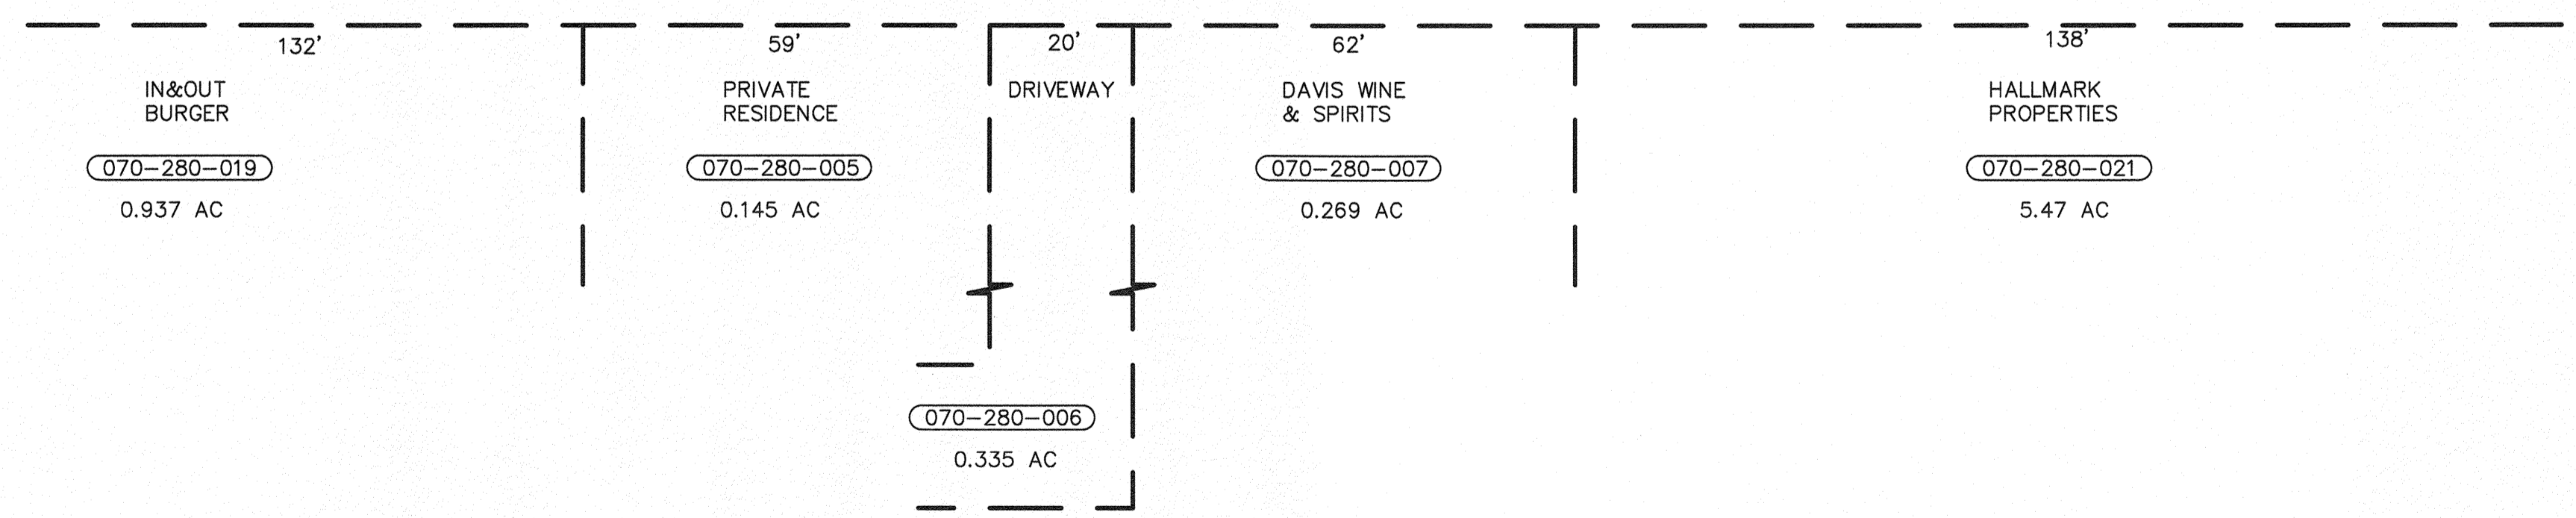 132'
59'
20'
62'
138'
IN&OUT
BURGER
PRIVATE
RESIDENCE
DRIVEWAY
DAVIS WINE
& SPIRITS
HALLMARK
PROPERTIES
070-280-019
070-280-005
070-280-007
070-280-021
0.937 AC
0.145 AC
0.269 AC
5.47 AC
070-280-006
0.335 AC